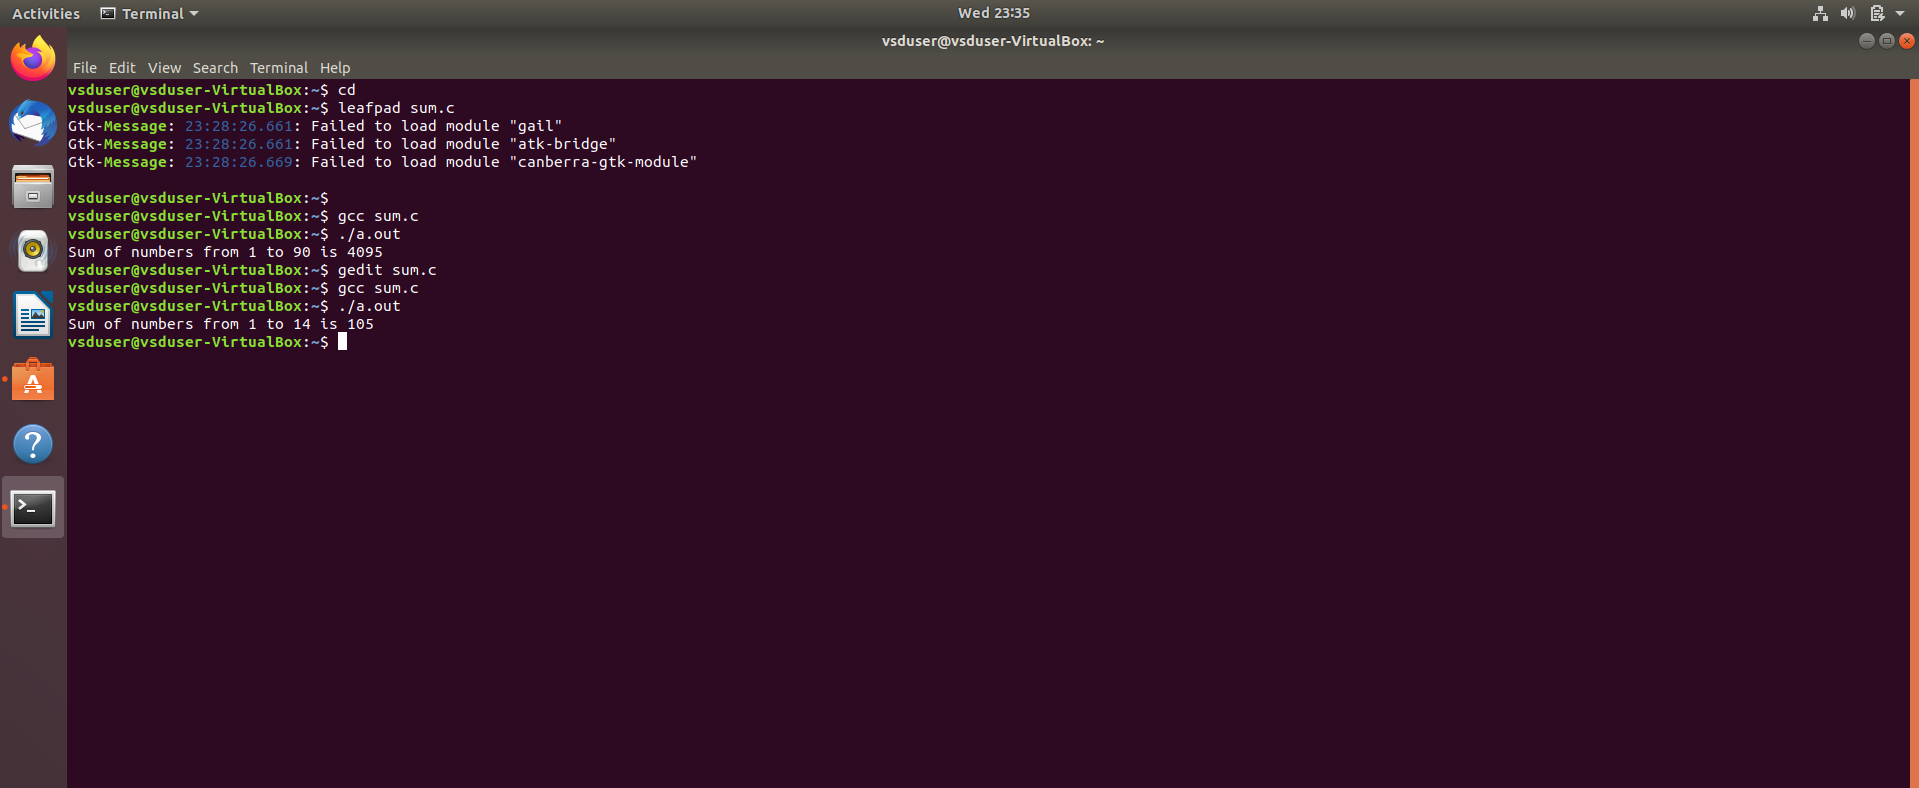 Activities Terminal Wed 23:35
vsduser@vsduser-VirtualBox: ~
File Edit View Search Terminal Help
vsduser@vsduser-VirtualBox:~$ cd
vsduser@vsduser-VirtualBox:~$ leafpad sum.c
Gtk-Message: 23:28:26.661: Failed to load module "gail"
Gtk-Message: 23:28:26.661: Failed to load module "atk-bridge"
Gtk-Message: 23:28:26.669: Failed to load module "canberra-gtk-module"
vsduser@vsduser-VirtualBox:~$
vsduser@vsduser-VirtualBox:~$ gcc sum.c
vsduser@vsduser-VirtualBox:~$ ./a.out
Sum of numbers from 1 to 90 is 4095
vsduser@vsduser-VirtualBox:~$ gedit sum.c
vsduser@vsduser-VirtualBox:~$ gcc sum.c
vsduser@vsduser-VirtualBox:~$ ./a.out
Sum of numbers from 1 to 14 is 105
vsduser@vsduser-VirtualBox:~$